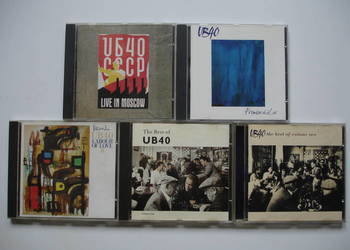 UB40
CCCP
LIVE IN MOSCOW
UB40
Promises and Lies
UB40
LABOUR
OF LOVE
II
The Best of
UB40
UB40 the best of volume two